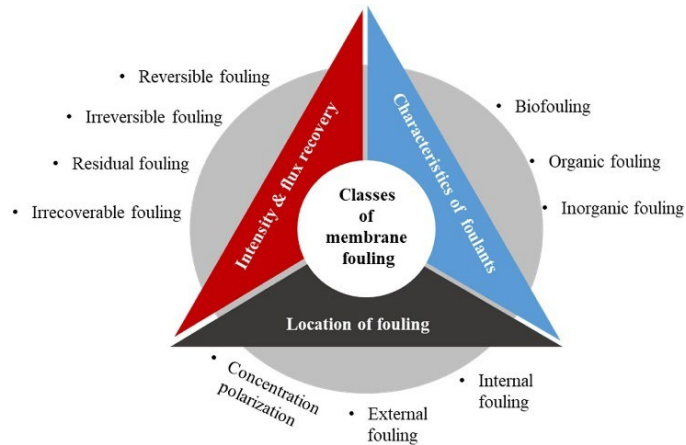 • Reversible fouling
• Irreversible fouling
• Residual fouling
• Irrecoverable fouling
Intensity & flux recovery
Characteristics of foulants
• Biofouling
• Organic fouling
• Inorganic fouling
Classes
of
membrane
fouling
Location of fouling
• Concentration
polarization
• External
fouling
• Internal
fouling